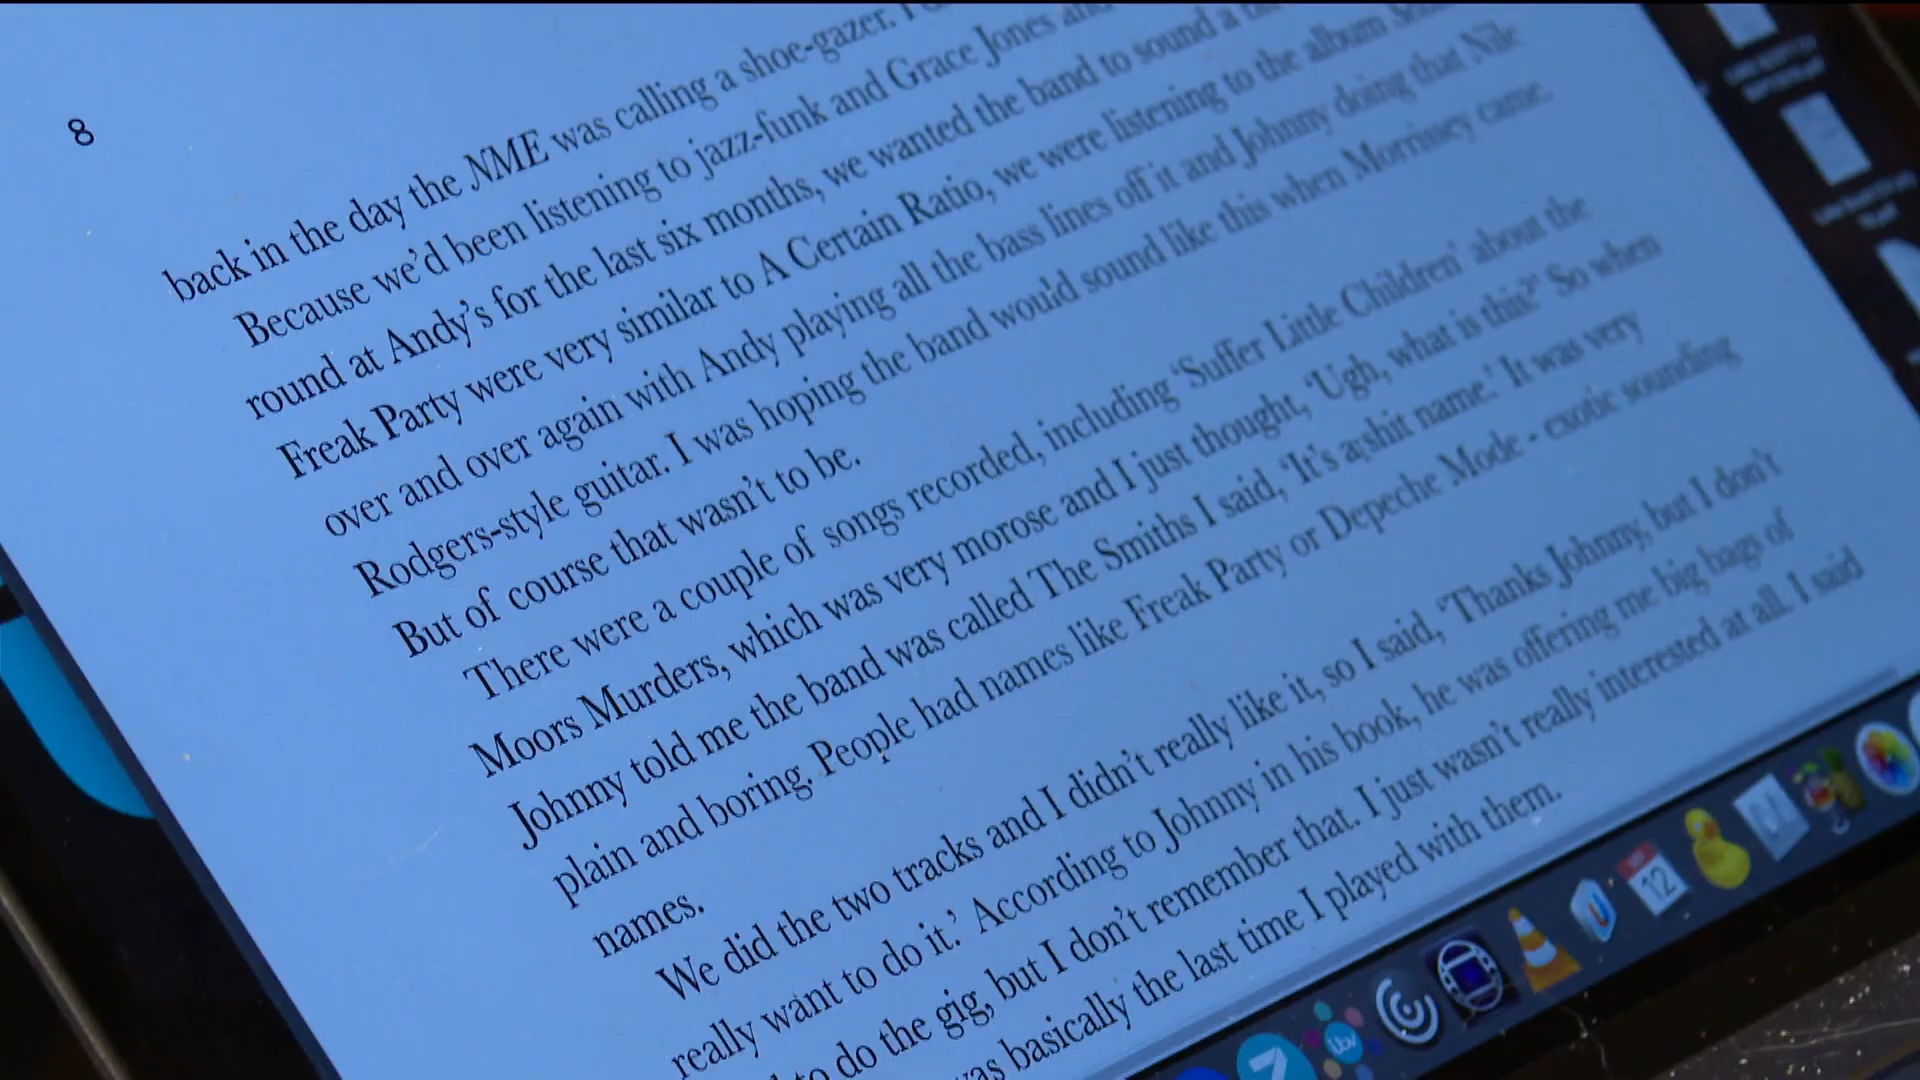 8
back in the day the NME was calling a shoe-gazer.
Because we'd been listening to jazz-funk and Grace Jones and
round at Andy's for the last six months, we wanted the band to sound a
Freak Party were very similar to A Certain Ratio, we were listening to the album
over and over again with Andy playing all the bass lines off it and Johnny doing that Nile
Rodgers-style guitar. I was hoping the band would sound like this when Morrissey came.
But of course that wasn't to be.
There were a couple of songs recorded, including ‘Suffer Little Children’ about the
Moors Murders, which was very morose and I just thought, ‘Ugh, what is this?’ So when
Johnny told me the band was called The Smiths I said, ‘It's a shit name.’ It was very
plain and boring. People had names like Freak Party or Depeche Mode - exotic sounding
names.
We did the two tracks and I didn't really like it, so I said, ‘Thanks Johnny, but I don't
really want to do it.’ According to Johnny in his book, he was offering me big bags of
to do the gig, but I don't remember that. I just wasn't really interested at all. I said
was basically the last time I played with them.
12
itv